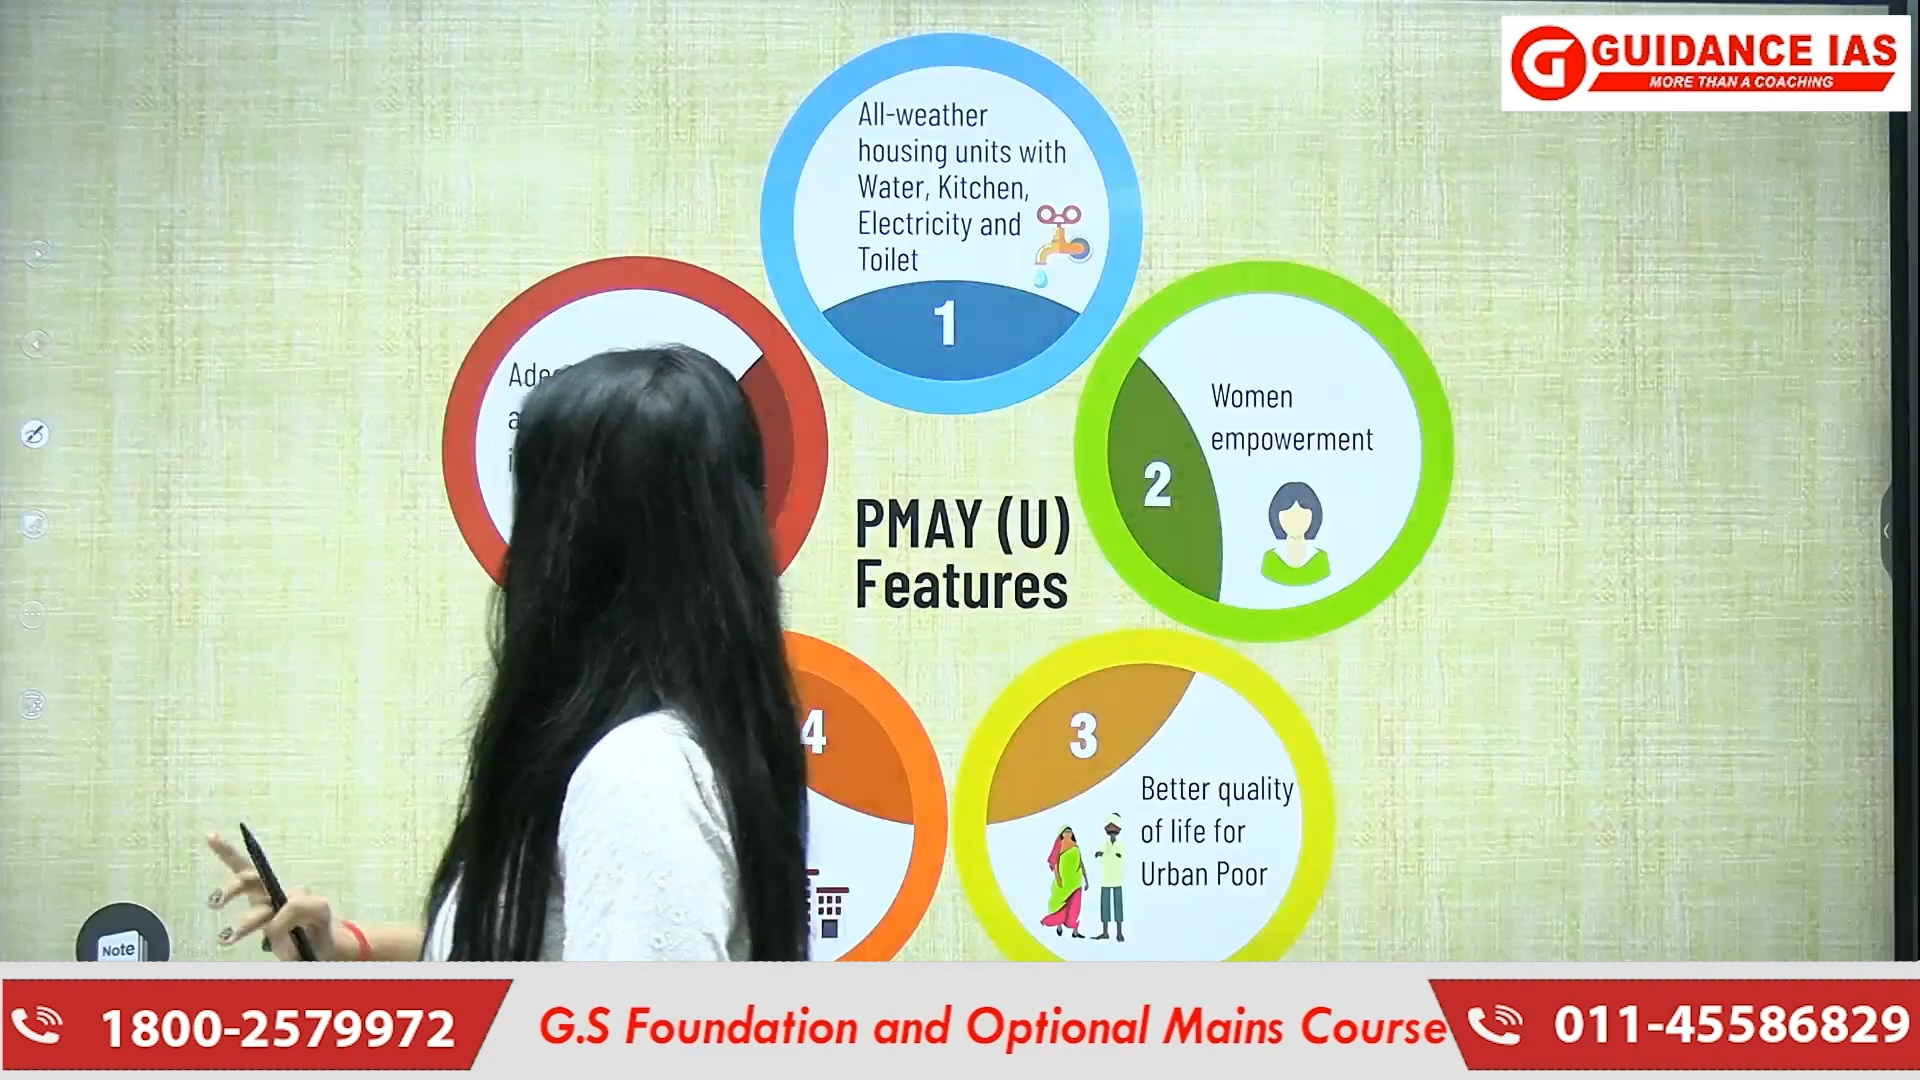 GUIDANCE IAS
MORE THAN A COACHING
All-weather
housing units with
Water, Kitchen,
Electricity and
Toilet
1
Women
empowerment
2
PMAY (U)
Features
3
Better quality
of life for
Urban Poor
4
Note
1800-2579972
G.S Foundation and Optional Mains Course
011-45586829